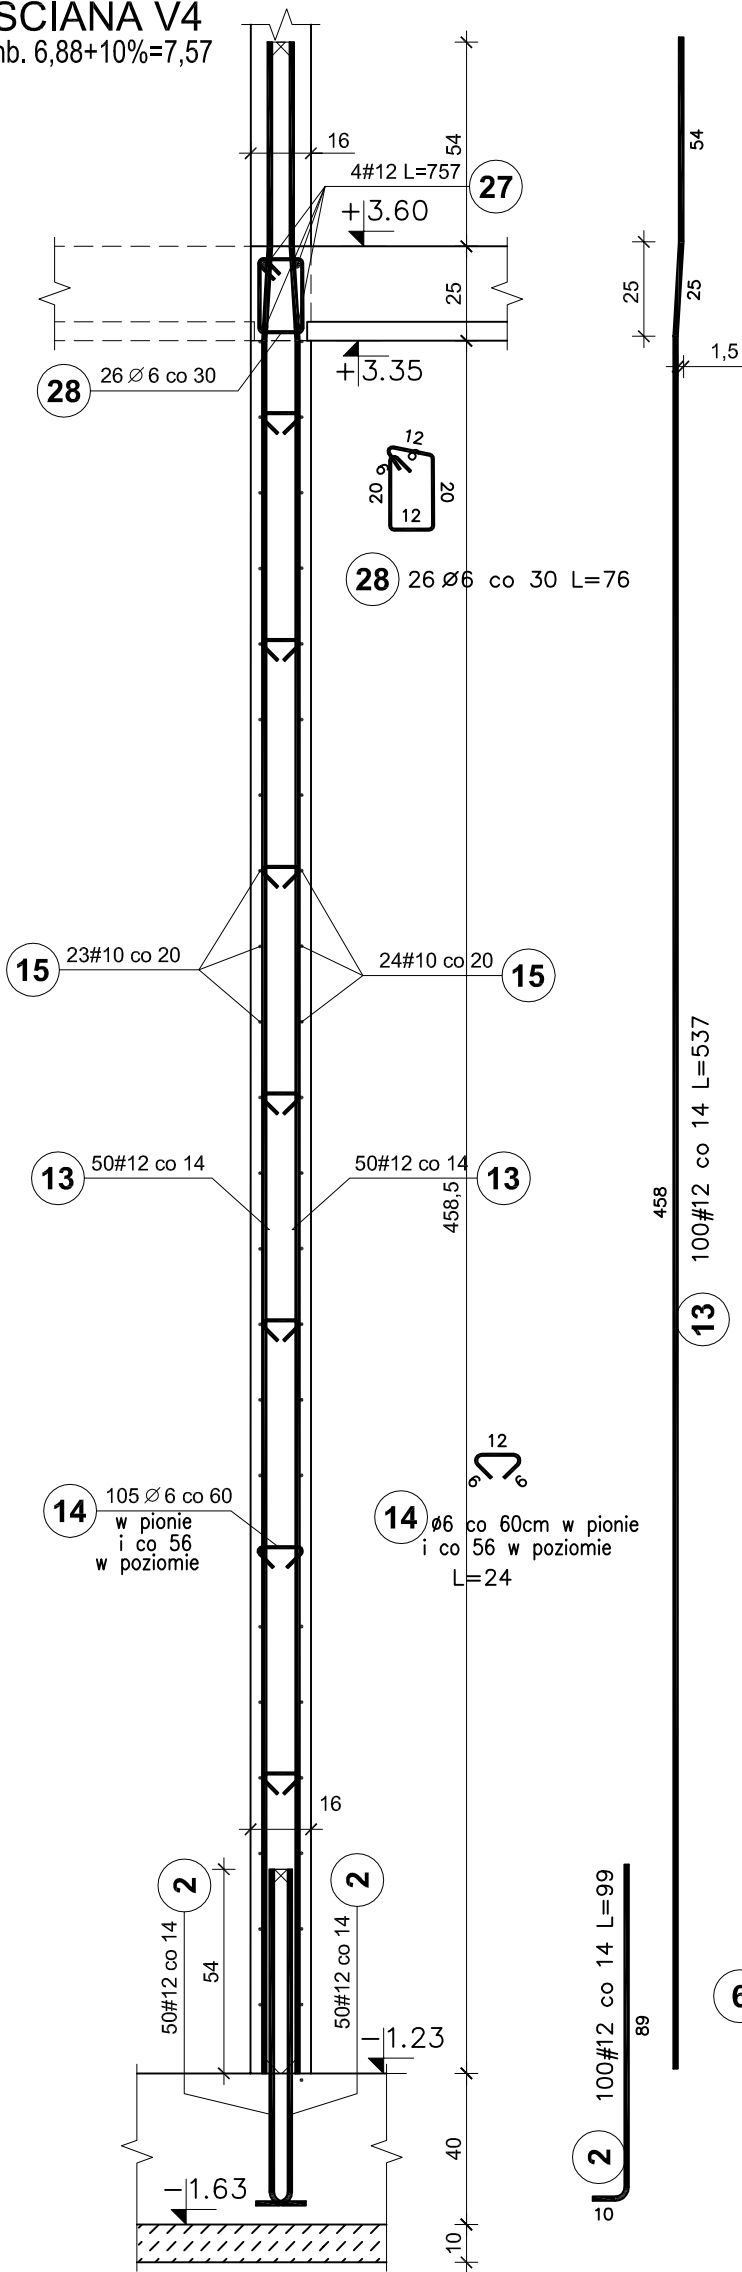 SCIANA V4
mb. 6,88+10%=7,57
16
54
54
4#12 L=757
27
+3.60
25
25
25
1,5
28
26 Ø 6 co 30
+3.35
12
6
6
20
20
12
28
26 Ø6 co 30 L=76
15
23#10 co 20
24#10 co 20
15
100#12 co 14 L=537
13
50#12 co 14
50#12 co 14
13
458,5
458
13
12
6
6
14
105 Ø 6 co 60
w pionie
i co 56
w poziomie
14
Ø6 co 60cm w pionie
i co 56 w poziomie
L=24
16
2
2
50#12 co 14
54
50#12 co 14
100#12 co 14 L=99
89
6
-1.23
40
2
10
-1.63
10